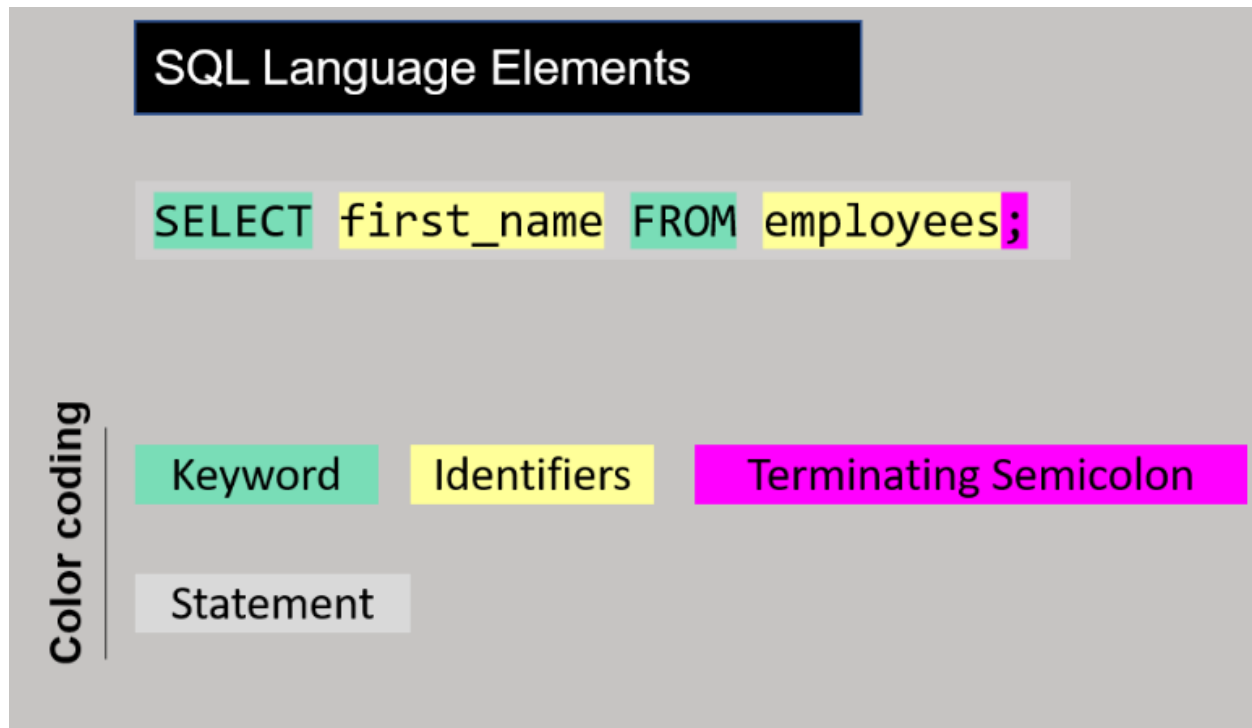 SQL Language Elements
SELECT first_name FROM employees;
Color coding
Keyword Identifiers Terminating Semicolon
Statement